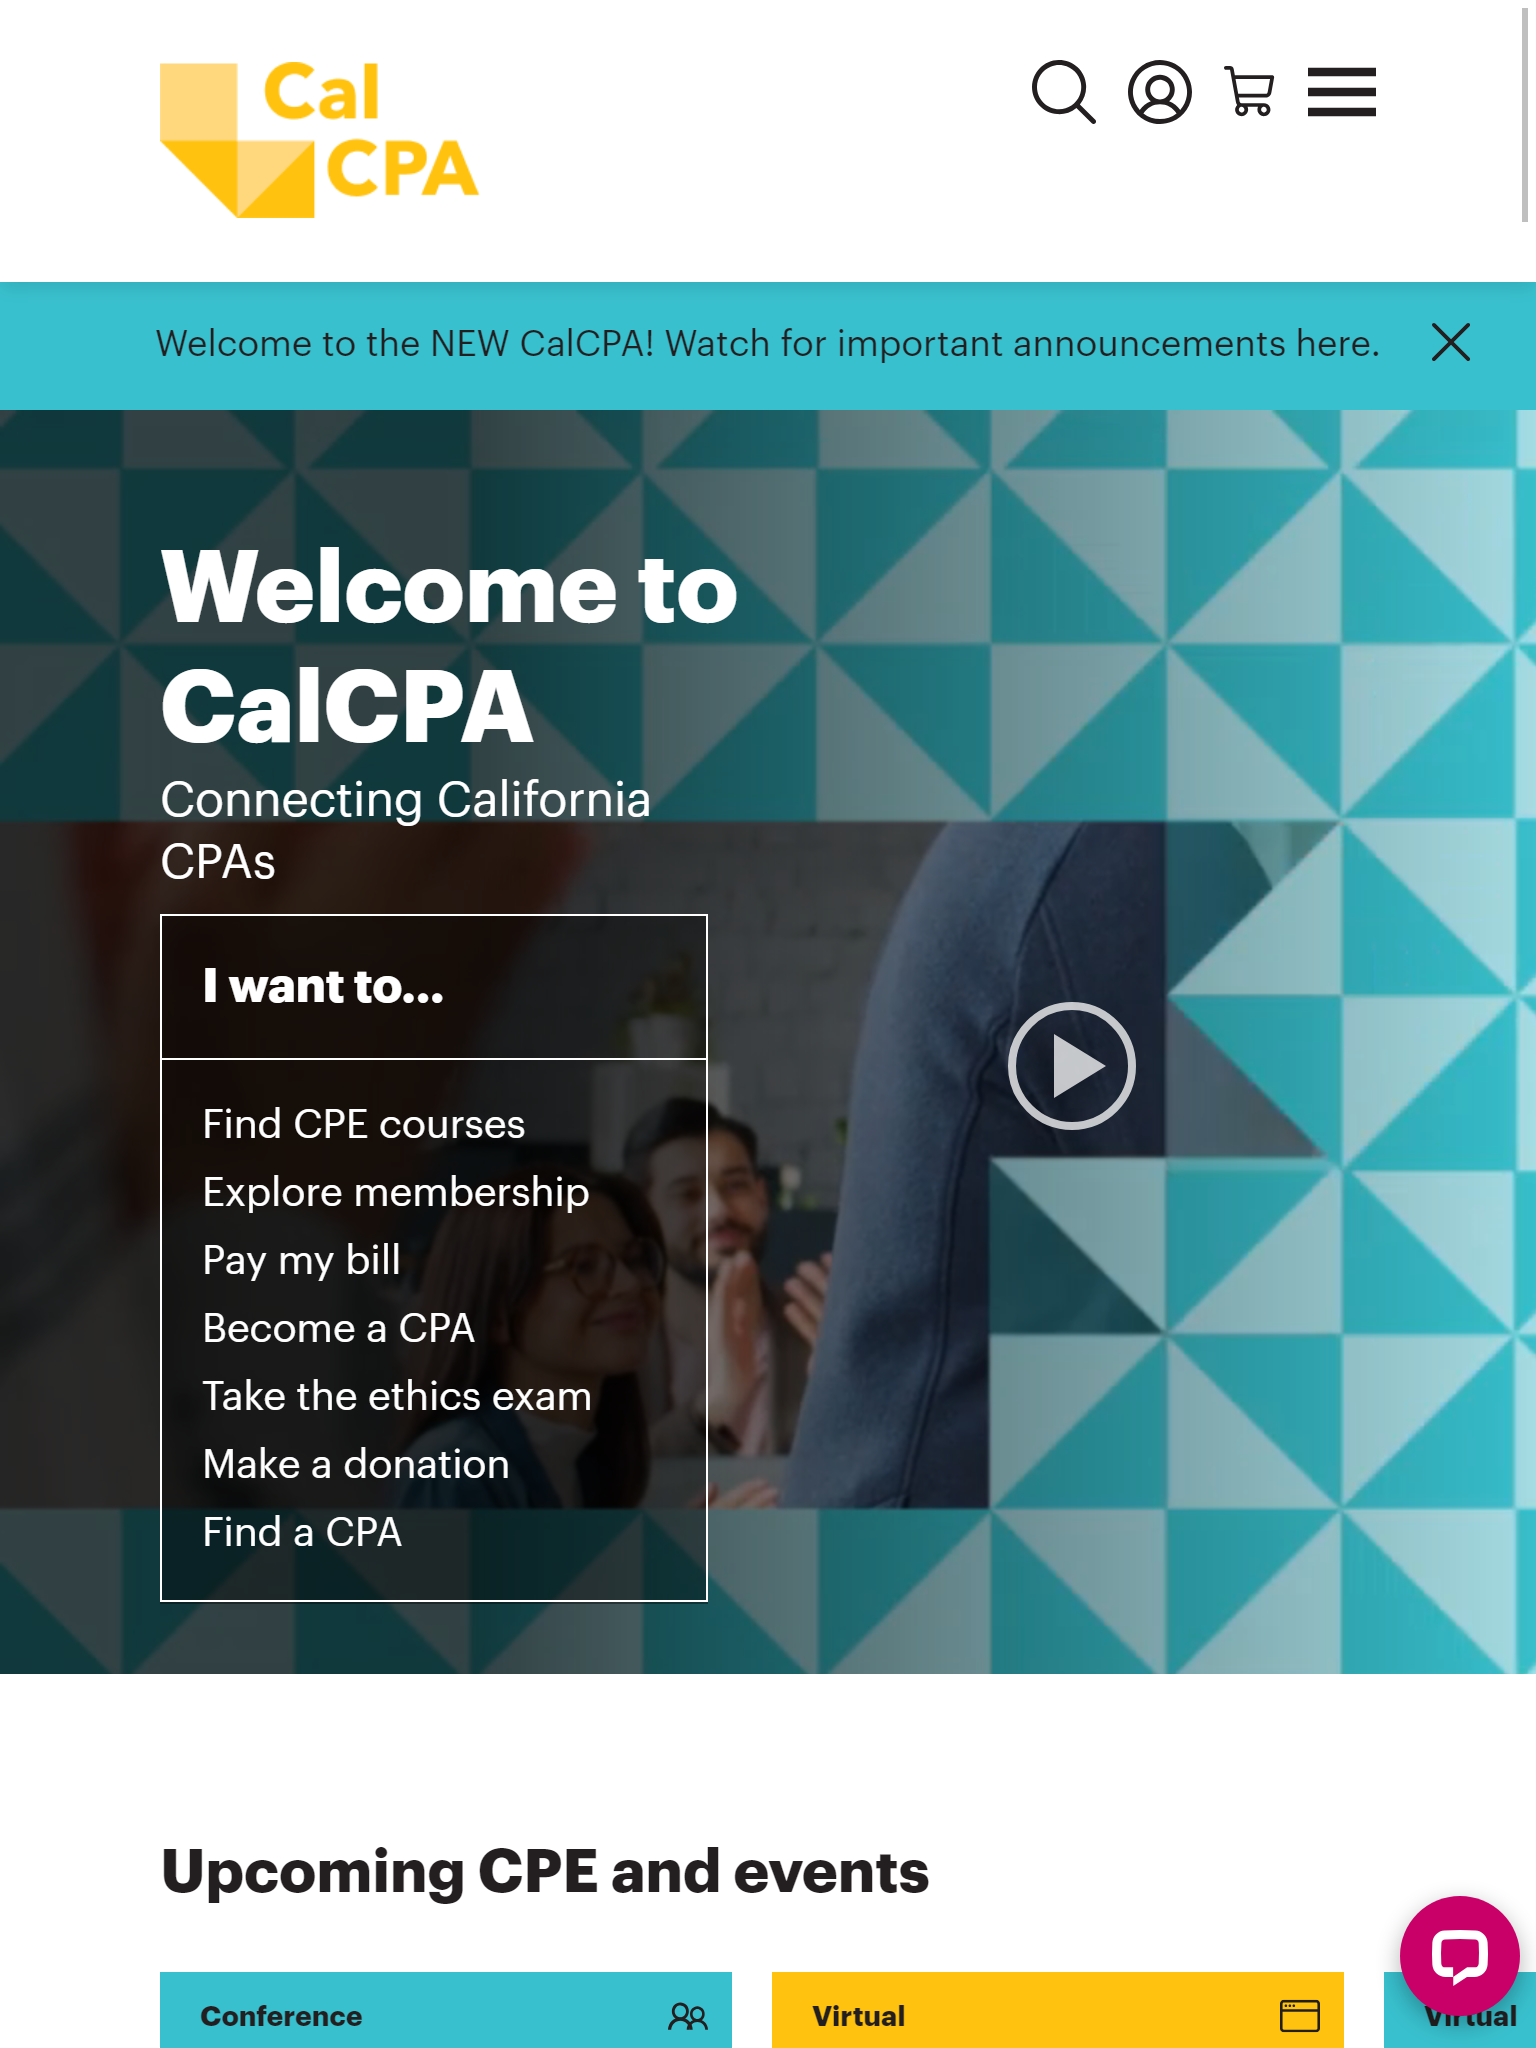 Cal
CPA
Welcome to the NEW CalCPA! Watch for important announcements here.
Welcome to
CalCPA
Connecting California
CPAs
I want to...
Find CPE courses
Explore membership
Pay my bill
Become a CPA
Take the ethics exam
Make a donation
Find a CPA
Upcoming CPE and events
Conference
Virtual
Virtual